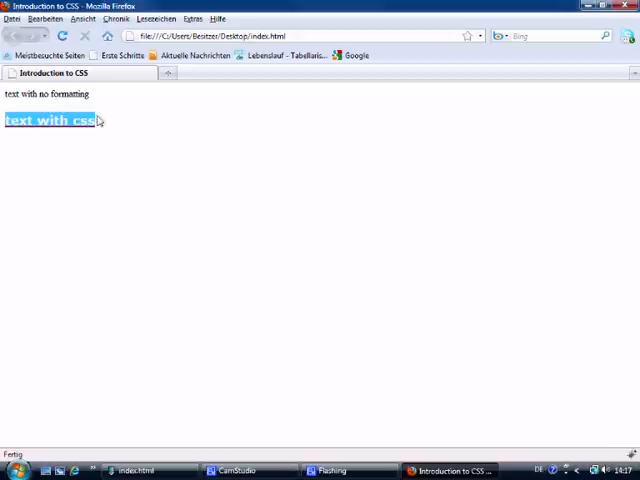 Introduction to CSS - Mozilla Firefox
Datei Bearbeiten Ansicht Chronik Lesezeichen Extras Hilfe
file:///C:/Users/Besitzer/Desktop/index.html Bing
Meistbesuchte Seiten Erste Schritte Aktuelle Nachrichten Lebenslauf - Tabellaris... Google
Introduction to CSS
text with no formatting
text with css
Fertig
index.html CamStudio Flashing Introduction to CSS ... DE 14:17